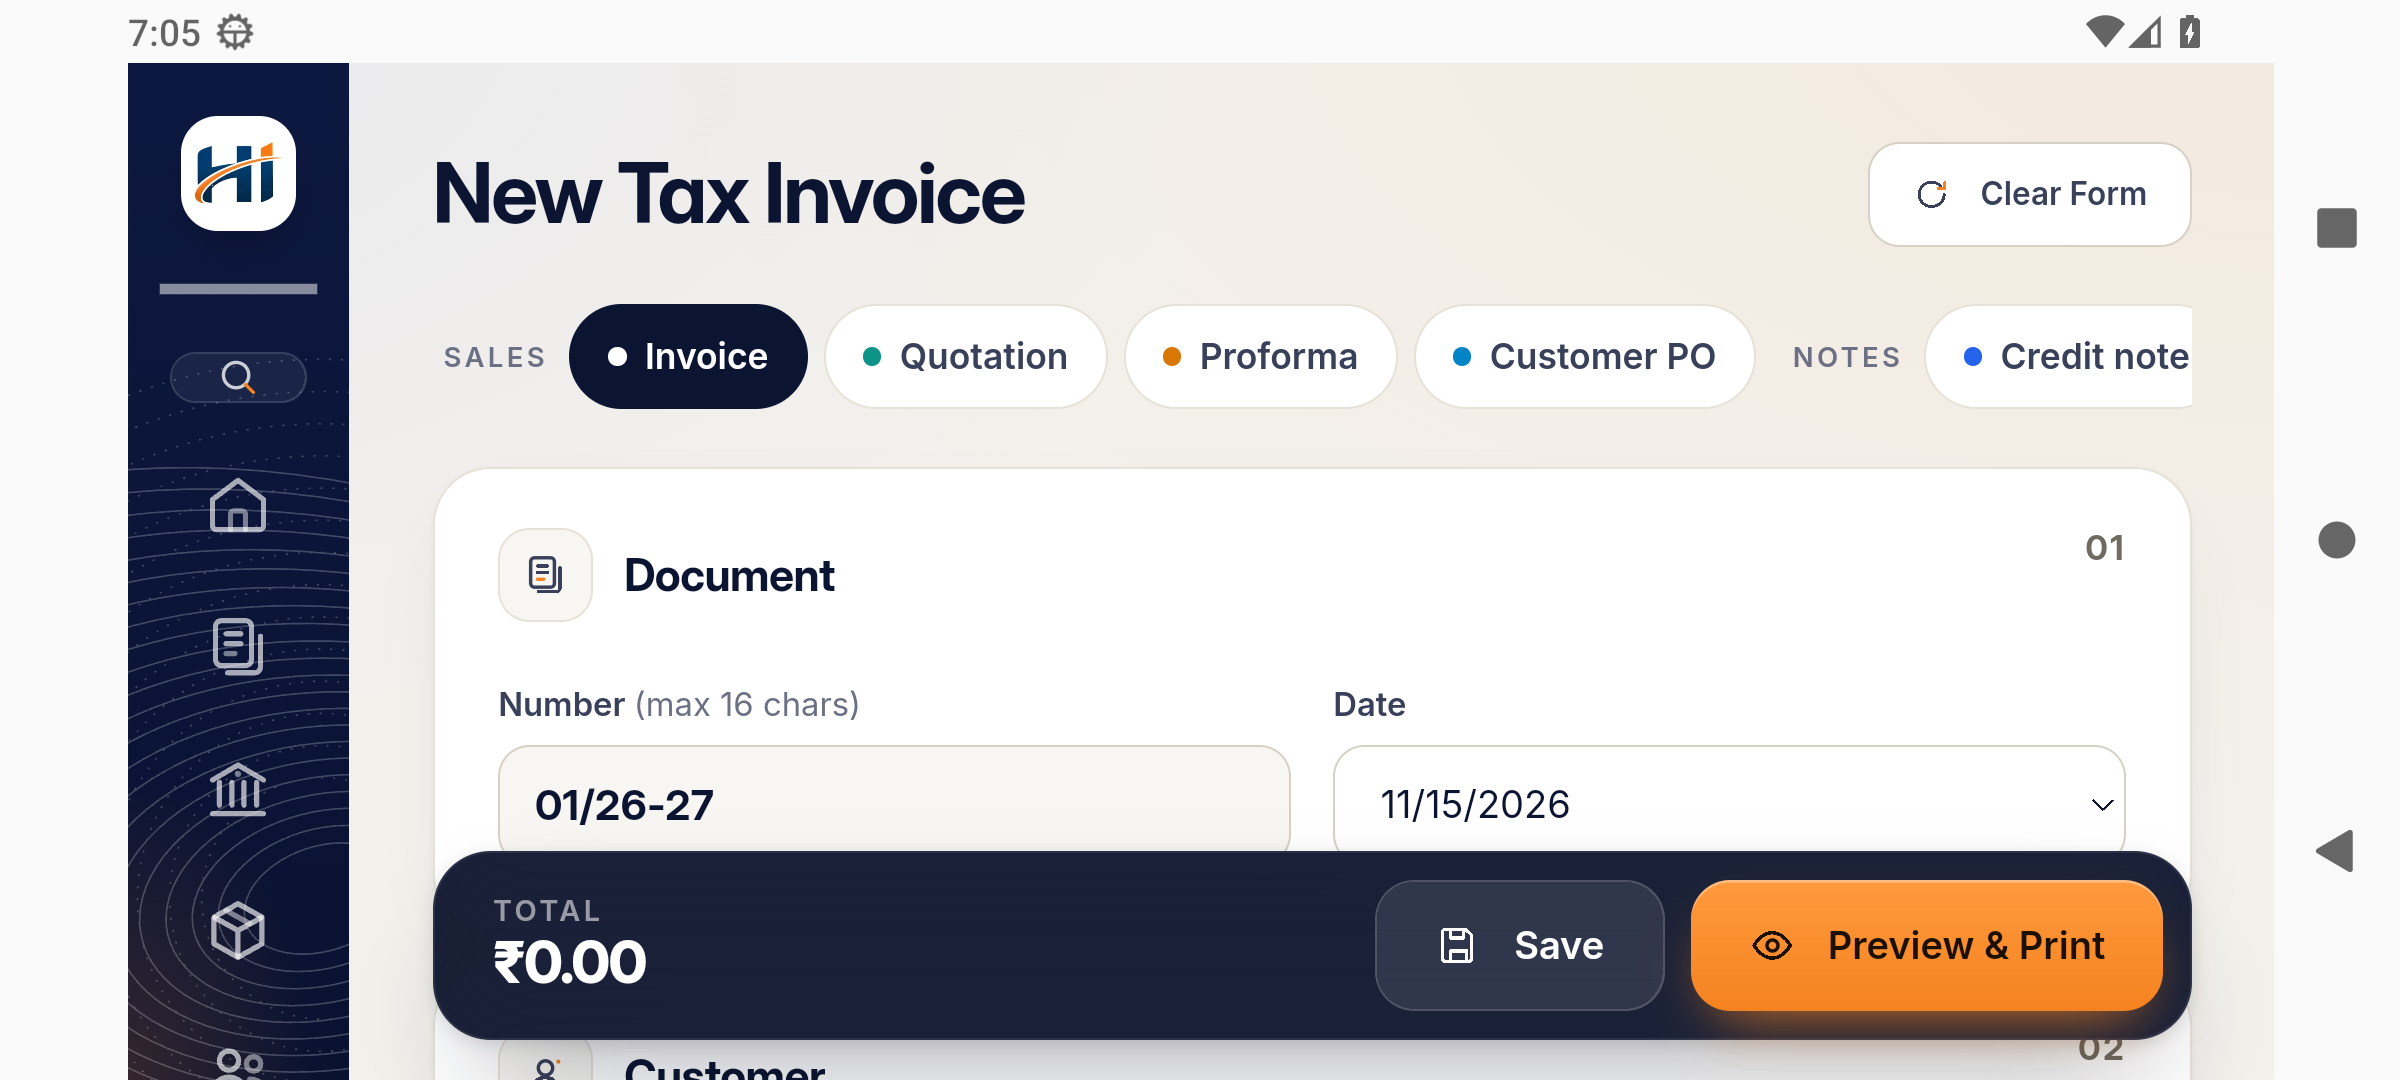 7:05
Hi
New Tax Invoice
Clear Form
SALES Invoice Quotation Proforma Customer PO NOTES Credit note
Document
01
Number (max 16 chars)
Date
01/26-27
11/15/2026
TOTAL
₹0.00
Save
Preview & Print
Customer
02